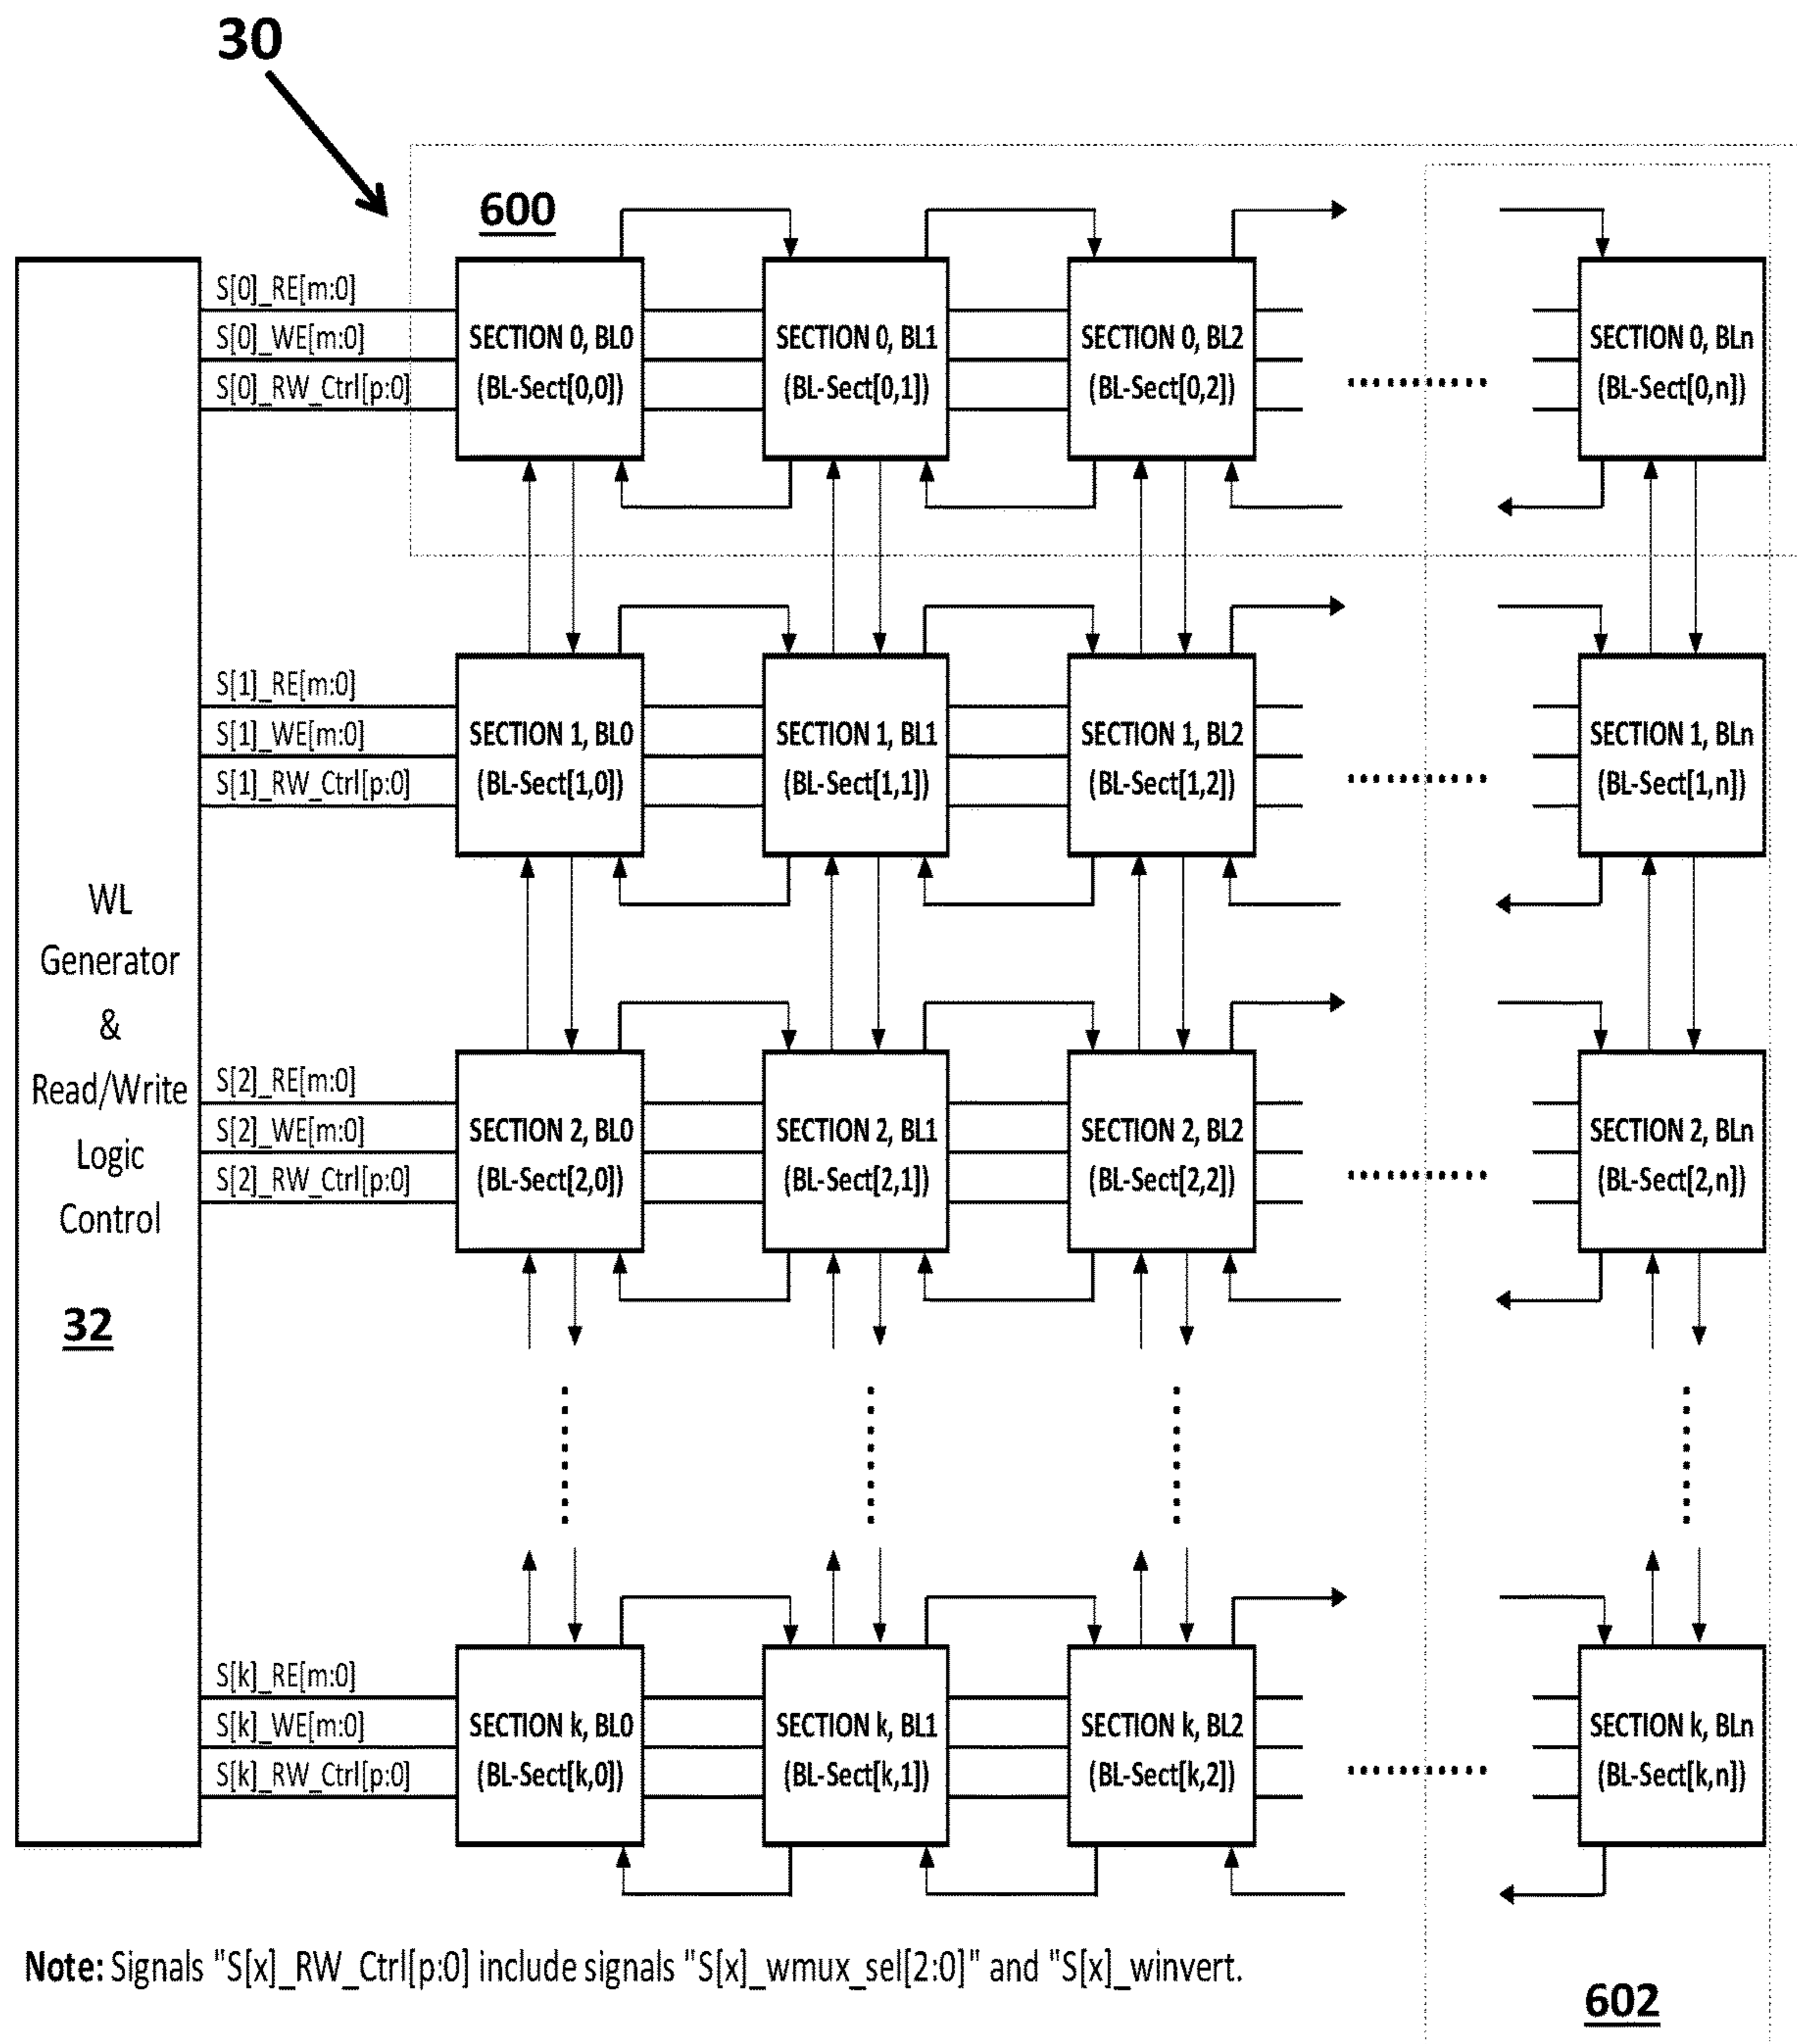 30
600
S[0]_RE[m:0]
S[0]_WE[m:0]
S[0]_RW_Ctrl[p:0]
SECTION 0, BL0
(BL-Sect[0,0])
SECTION 0, BL1
(BL-Sect[0,1])
SECTION 0, BL2
(BL-Sect[0,2])
SECTION 0, BLn
(BL-Sect[0,n])
S[1]_RE[m:0]
S[1]_WE[m:0]
S[1]_RW_Ctrl[p:0]
SECTION 1, BL0
(BL-Sect[1,0])
SECTION 1, BL1
(BL-Sect[1,1])
SECTION 1, BL2
(BL-Sect[1,2])
SECTION 1, BLn
(BL-Sect[1,n])
WL
Generator
&
Read/Write
Logic
Control
32
S[2]_RE[m:0]
S[2]_WE[m:0]
S[2]_RW_Ctrl[p:0]
SECTION 2, BL0
(BL-Sect[2,0])
SECTION 2, BL1
(BL-Sect[2,1])
SECTION 2, BL2
(BL-Sect[2,2])
SECTION 2, BLn
(BL-Sect[2,n])
S[k]_RE[m:0]
S[k]_WE[m:0]
S[k]_RW_Ctrl[p:0]
SECTION k, BL0
(BL-Sect[k,0])
SECTION k, BL1
(BL-Sect[k,1])
SECTION k, BL2
(BL-Sect[k,2])
SECTION k, BLn
(BL-Sect[k,n])
Note: Signals "S[x]_RW_Ctrl[p:0] include signals "S[x]_wmux_sel[2:0]" and "S[x]_winvert.
602